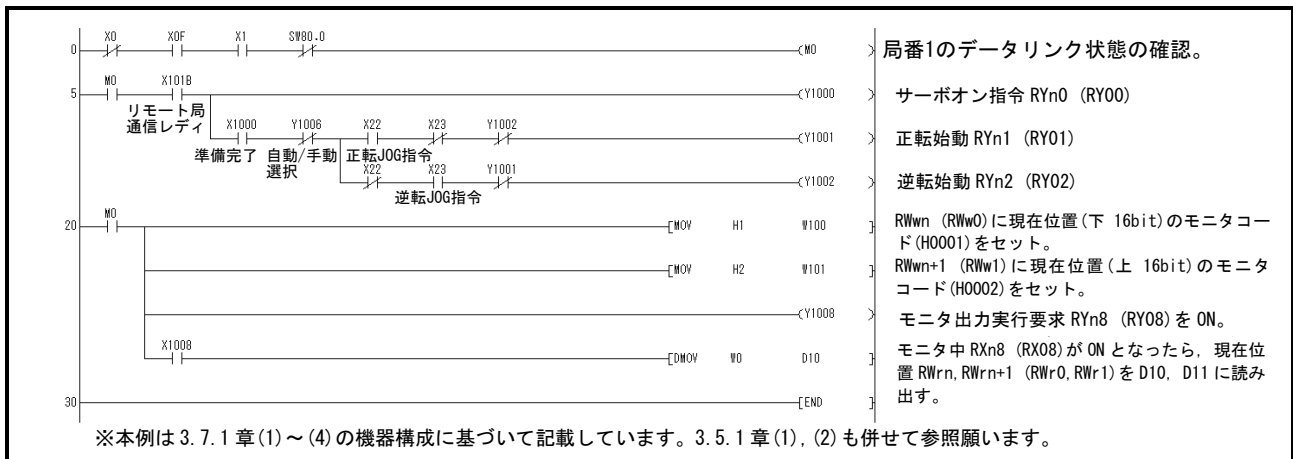 X0 X0F X1 SW80.0
0 (M0 ) 局番1のデータリンク状態の確認。
M0 X101B
5 (Y1000 ) サーボオン指令 RYn0 (RY00)
リモート局
通信レディ
X1000 Y1006 X22 X23 Y1002
(Y1001 ) 正転始動 RYn1 (RY01)
準備完了 自動/手動
選択
正転JOG指令
X22 X23 Y1001
(Y1002 ) 逆転始動 RYn2 (RY02)
逆転JOG指令
M0
20 [MOV H1 W100 ] RWwn (RWw0)に現在位置(下 16bit)のモニタコー
ド(H0001)をセット。
[MOV H2 W101 ] RWwn+1 (RWw1)に現在位置(上 16bit)のモニタ
コード(H0002)をセット。
(Y1008 ) モニタ出力実行要求 RYn8 (RY08)を ON。
X1008
[DMOV W0 D10 ] モニタ中 RXn8 (RX08)が ON となったら, 現在位
置 RWrn,RWrn+1 (RWr0,RWr1)を D10, D11 に読み
出す。
30 [END ]
※本例は 3.7.1 章(1)~(4)の機器構成に基づいて記載しています。3.5.1 章(1),(2)も併せて参照願います。